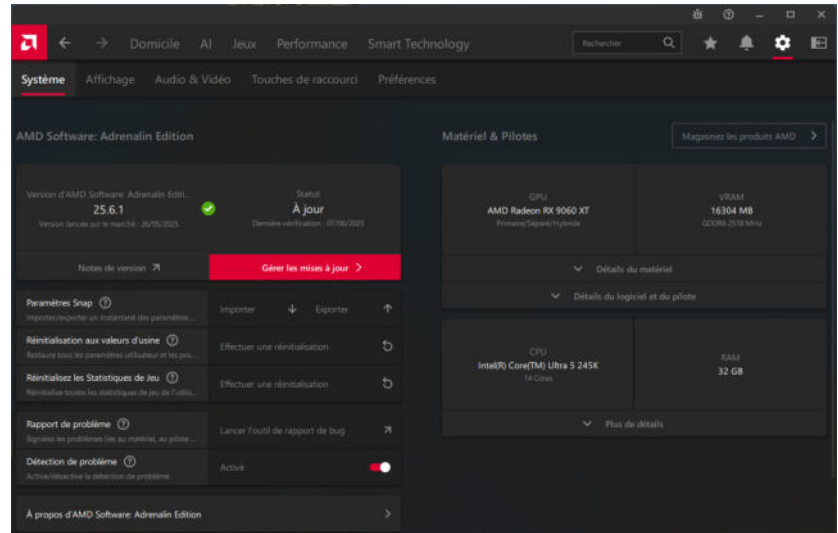 Domicile AI Jeux Performance Smart Technology Rechercher
Système Affichage Audio & Vidéo Touches de raccourci Préférences
AMD Software: Adrenalin Edition
Version d'AMD Software: Adrenalin Editi...
25.6.1
Version lancée sur le marché : 26/05/2025
Statut
À jour
Dernière vérification : 07/06/2025
Notes de version
Gérer les mises à jour
Paramètres Snap
Importer/exporter un instantané des paramètres ...
Importer Exporter
Réinitialisation aux valeurs d'usine
Restaure tous les paramètres utilisateur et les pro...
Effectuer une réinitialisation
Réinitialisez les Statistiques de Jeu
Réinitialise toutes les statistiques de jeu de l'utilis...
Effectuer une réinitialisation
Rapport de problème
Signalez les problèmes liés au matériel, au pilote ...
Lancer l'outil de rapport de bug
Détection de problème
Active/désactive la détection de problème.
Activé
À propos d'AMD Software: Adrenalin Edition
Matériel & Pilotes
Magasinez les produits AMD
GPU
AMD Radeon RX 9060 XT
Primaire/Séparé/Hybride
VRAM
16304 MB
GDDR6 2518 MHz
Détails du matériel
Détails du logiciel et du pilote
CPU
Intel(R) Core(TM) Ultra 5 245K
14 Cores
RAM
32 GB
Plus de détails